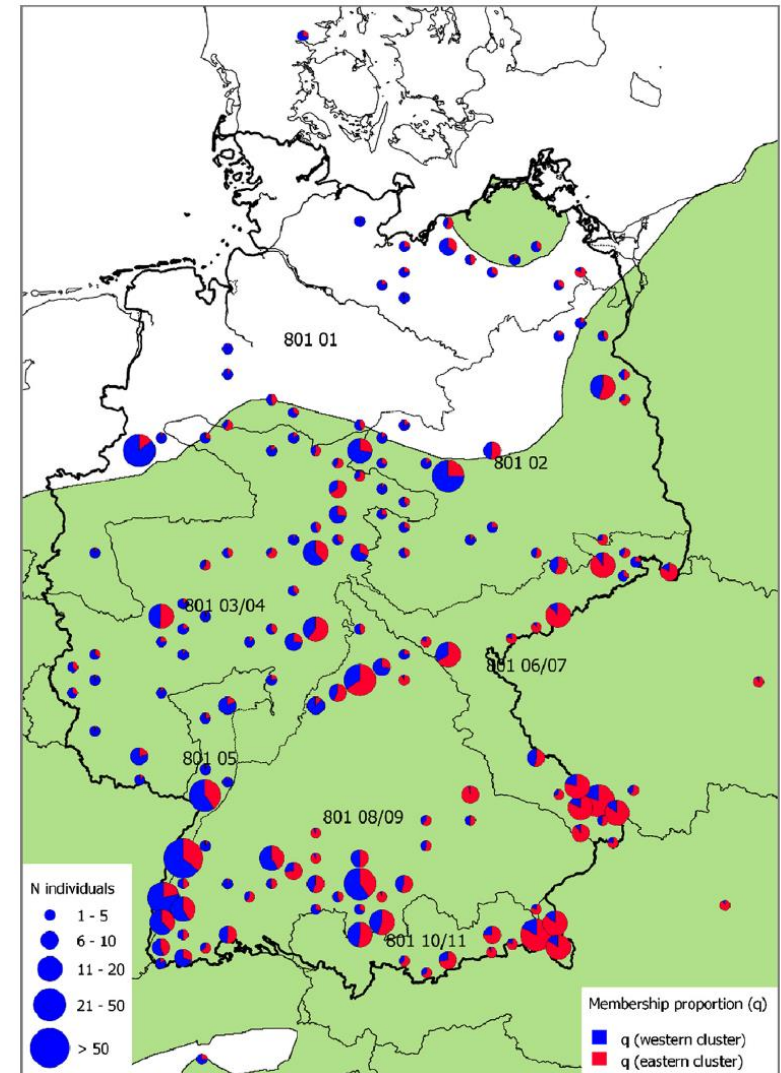 801 01
801 02
801 03/04
801 06/07
801 05
801 08/09
801 10/11
N individuals
1 - 5
6 - 10
11 - 20
21 - 50
> 50
Membership proportion (q)
q (western cluster)
q (eastern cluster)